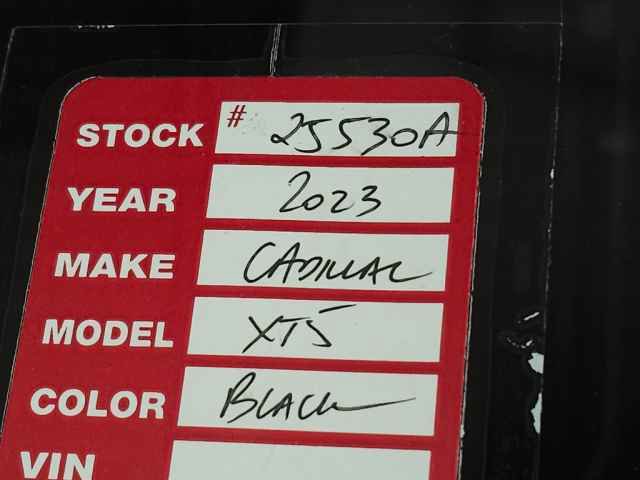 STOCK # 25530A
YEAR 2023
MAKE CADILLAC
MODEL XT5
COLOR BLACK
VIN